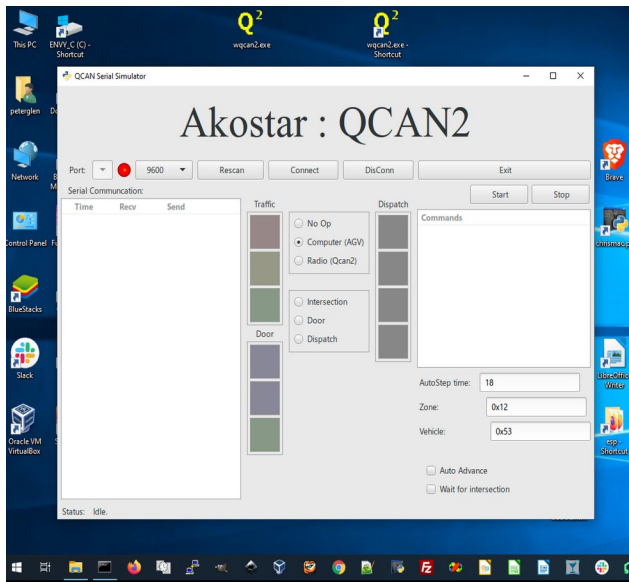 This PC
ENVY_C (C) - Shortcut
wqcan2.exe
wqcan2.exe - Shortcut
QCAN Serial Simulator
peterglen
Akostar : QCAN2
Network
Port:
9600
Rescan
Connect
DisConn
Exit
Brave
Serial Communcation:
Start
Stop
Time Recv Send
Traffic
Dispatch
Commands
No Op
Computer (AGV)
Radio (Qcan2)
Control Panel
Intersection
Door
Dispatch
BlueStacks
Door
Slack
AutoStep time: 18
LibreOffice Writer
Zone: 0x12
Vehicle: 0x53
Oracle VM VirtualBox
esp - Shortcut
Auto Advance
Wait for intersection
Status: Idle.